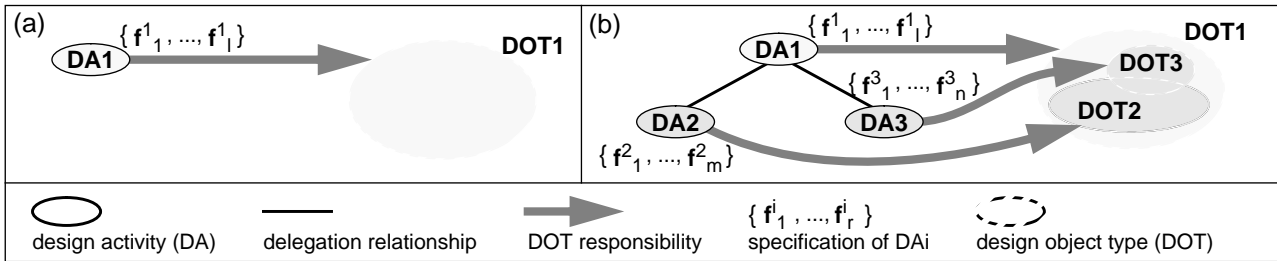 (a)
{ f¹₁, ..., f¹ₗ }
DOT1
DA1
(b)
{ f¹₁, ..., f¹ₗ }
DOT1
DA1
DOT3
{ f³₁, ..., f³ₙ }
DA2
DA3
DOT2
{ f²₁, ..., f²ₘ }
{ fⁱ₁ , ..., fⁱᵣ }
design activity (DA)
delegation relationship
DOT responsibility
specification of DAi
design object type (DOT)